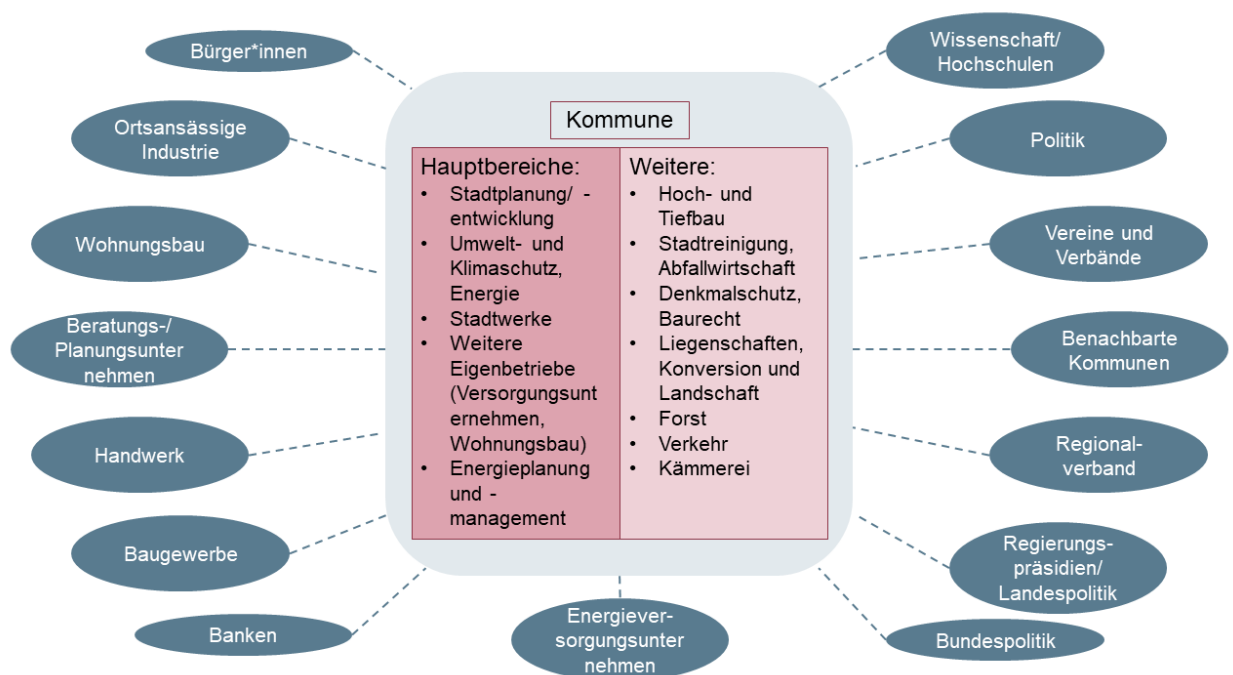 Bürger*innen
Ortsansässige
Industrie
Wohnungsbau
Beratungs-/
Planungsunter
nehmen
Handwerk
Baugewerbe
Banken
Kommune
Hauptbereiche:
• Stadtplanung/ -
entwicklung
• Umwelt- und
Klimaschutz,
Energie
• Stadtwerke
• Weitere
Eigenbetriebe
(Versorgungsunt
ernehmen,
Wohnungsbau)
• Energieplanung
und -
management
Weitere:
• Hoch- und
Tiefbau
• Stadtreinigung,
Abfallwirtschaft
• Denkmalschutz,
Baurecht
• Liegenschaften,
Konversion und
Landschaft
• Forst
• Verkehr
• Kämmerei
Energiever-
sorgungsunter
nehmen
Wissenschaft/
Hochschulen
Politik
Vereine und
Verbände
Benachbarte
Kommunen
Regional-
verband
Regierungs-
präsidien/
Landespolitik
Bundespolitik